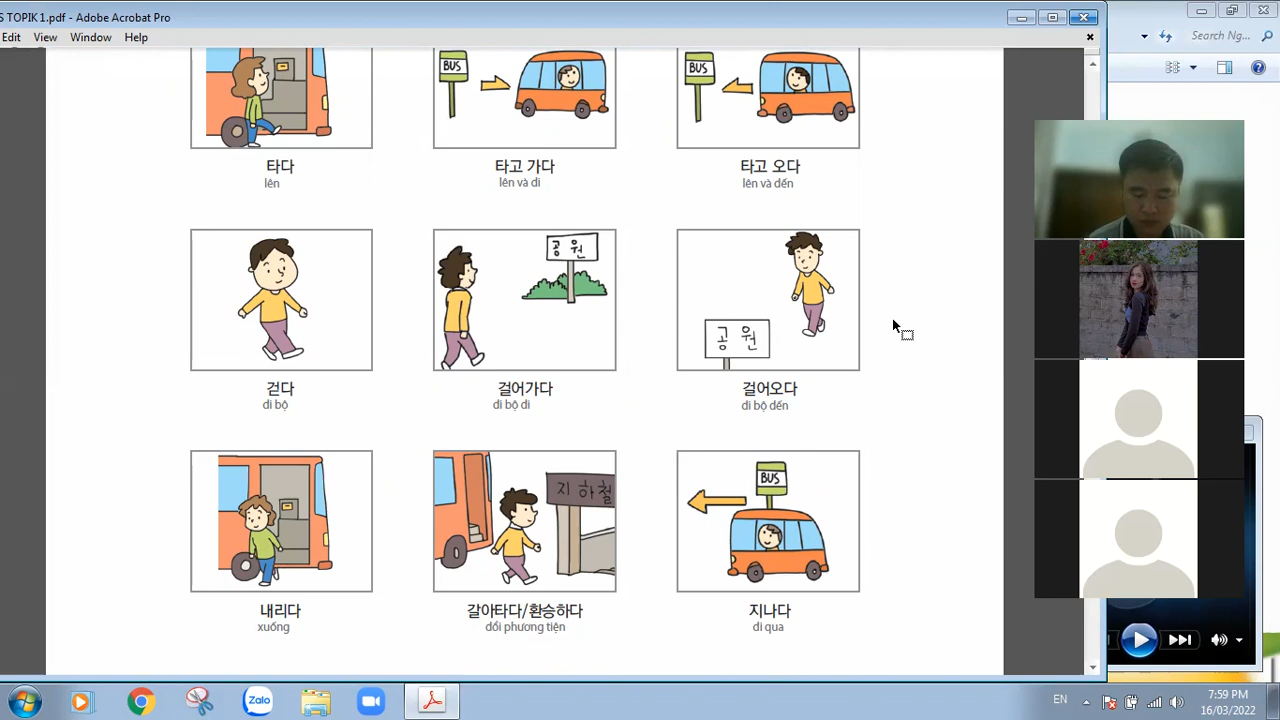 S TOPIK 1.pdf - Adobe Acrobat Pro
Edit View Window Help
Search Ng...
BUS
BUS
타다
타고 가다
타고 오다
lên
lên và đi
lên và đến
공원
공원
걷다
걸어가다
걸어오다
đi bộ
đi bộ đi
đi bộ đến
지하철
BUS
내리다
갈아타다/환승하다
지나다
xuống
đổi phương tiện
đi qua
Zalo
EN
7:59 PM
16/03/2022